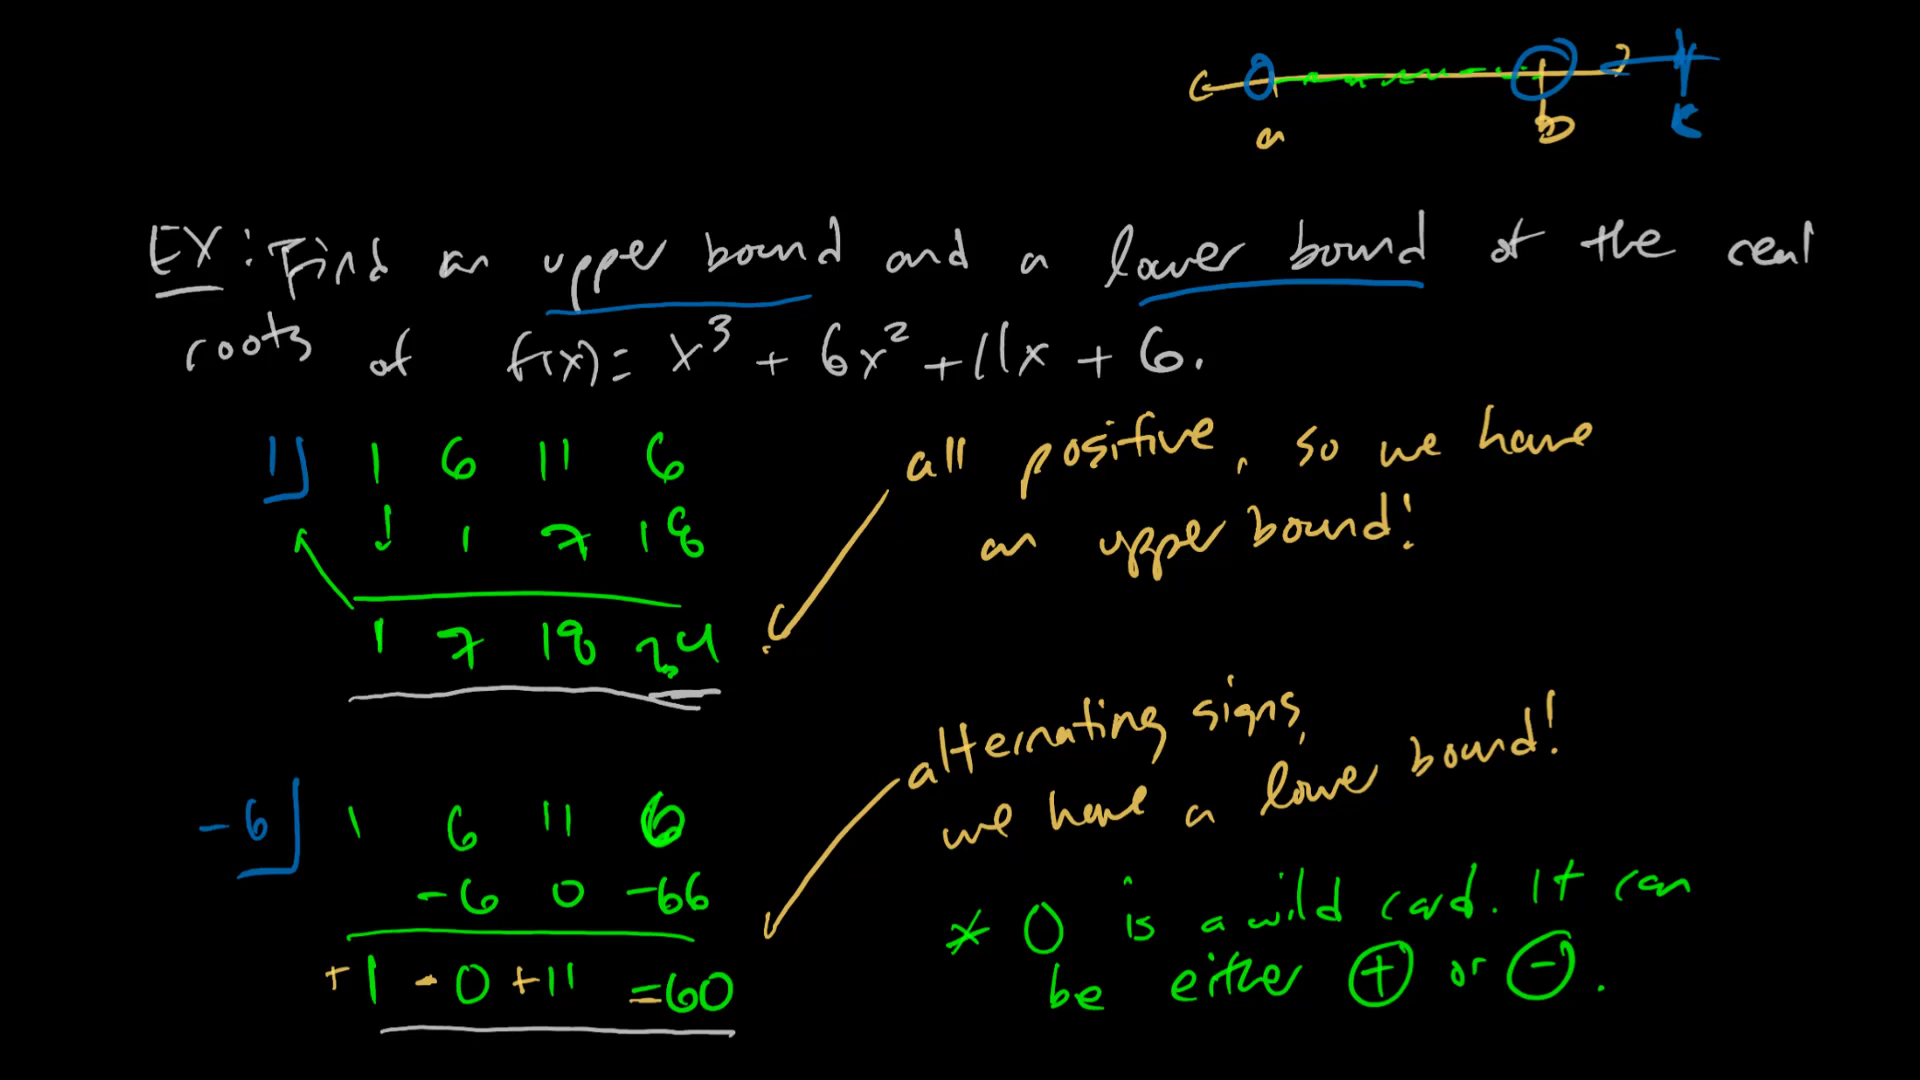 a b c
EX: Find an upper bound and a lower bound of the real
roots of f(x) = x³ + 6x² + 11x + 6.
1 1 6 11 6
1 7 18
1 7 18 24
all positive, so we have
an upper bound!
-6 1 6 11 6
-6 0 -66
+1 -0 +11 -60
alternating signs,
we have a lower bound!
* 0 is a wild card. It can
be either + or -.